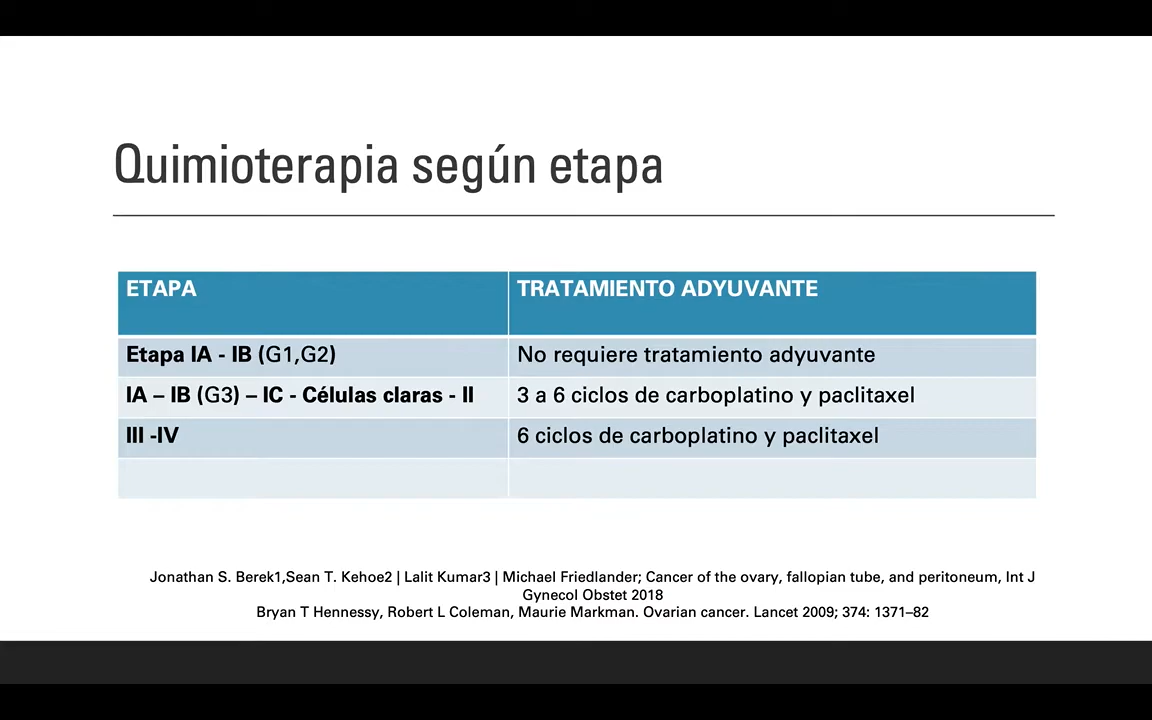 Quimioterapia según etapa
ETAPA
TRATAMIENTO ADYUVANTE
Etapa IA - IB (G1,G2)
No requiere tratamiento adyuvante
IA – IB (G3) – IC - Células claras - II
3 a 6 ciclos de carboplatino y paclitaxel
III -IV
6 ciclos de carboplatino y paclitaxel
Jonathan S. Berek1,Sean T. Kehoe2 | Lalit Kumar3 | Michael Friedlander; Cancer of the ovary, fallopian tube, and peritoneum, Int J
Gynecol Obstet 2018
Bryan T Hennessy, Robert L Coleman, Maurie Markman. Ovarian cancer. Lancet 2009; 374: 1371–82